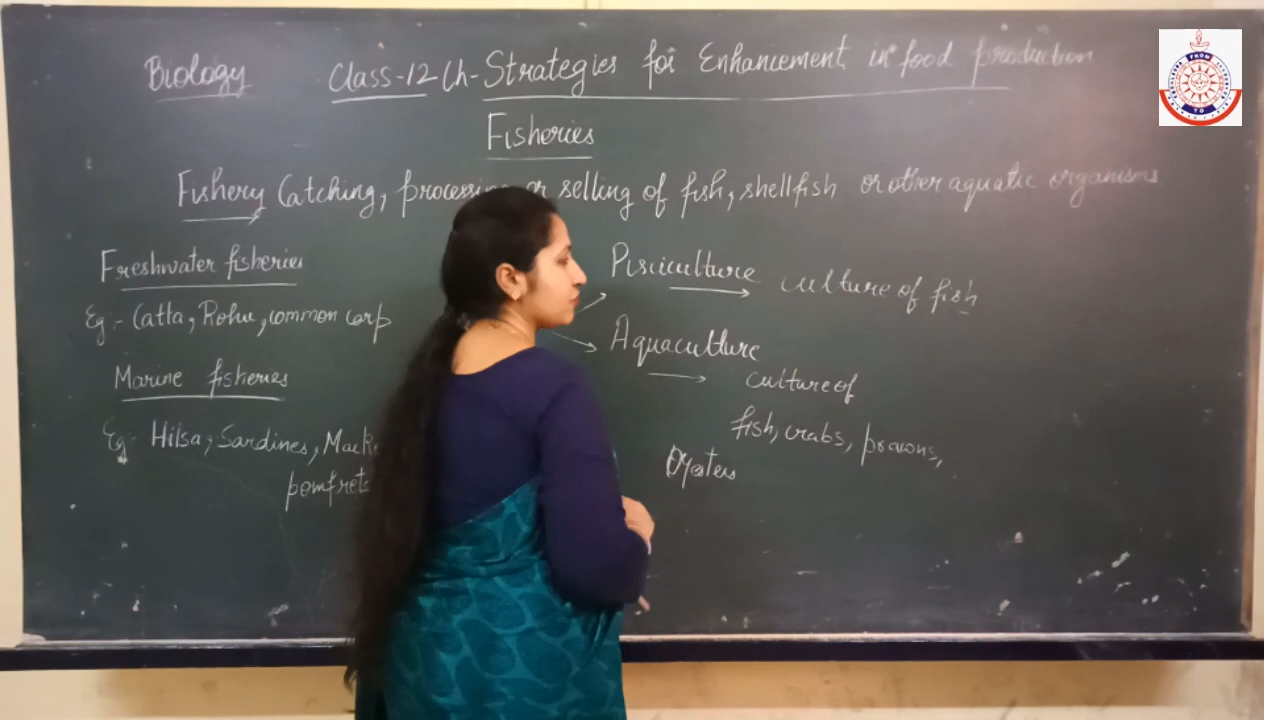 Biology Class-12 Ch- Strategies for Enhancement in food production
Fisheries
Fishery Catching, processing or selling of fish, shellfish or other aquatic organisms
Freshwater fisheries
Eg:- Catta, Rohu, common corp
Marine fisheries
Eg:- Hilsa, Sardines, Mack
pomfrets
Pisciculture culture of fish
Aquaculture
culture of
fish, crabs, prawns,
Oysters